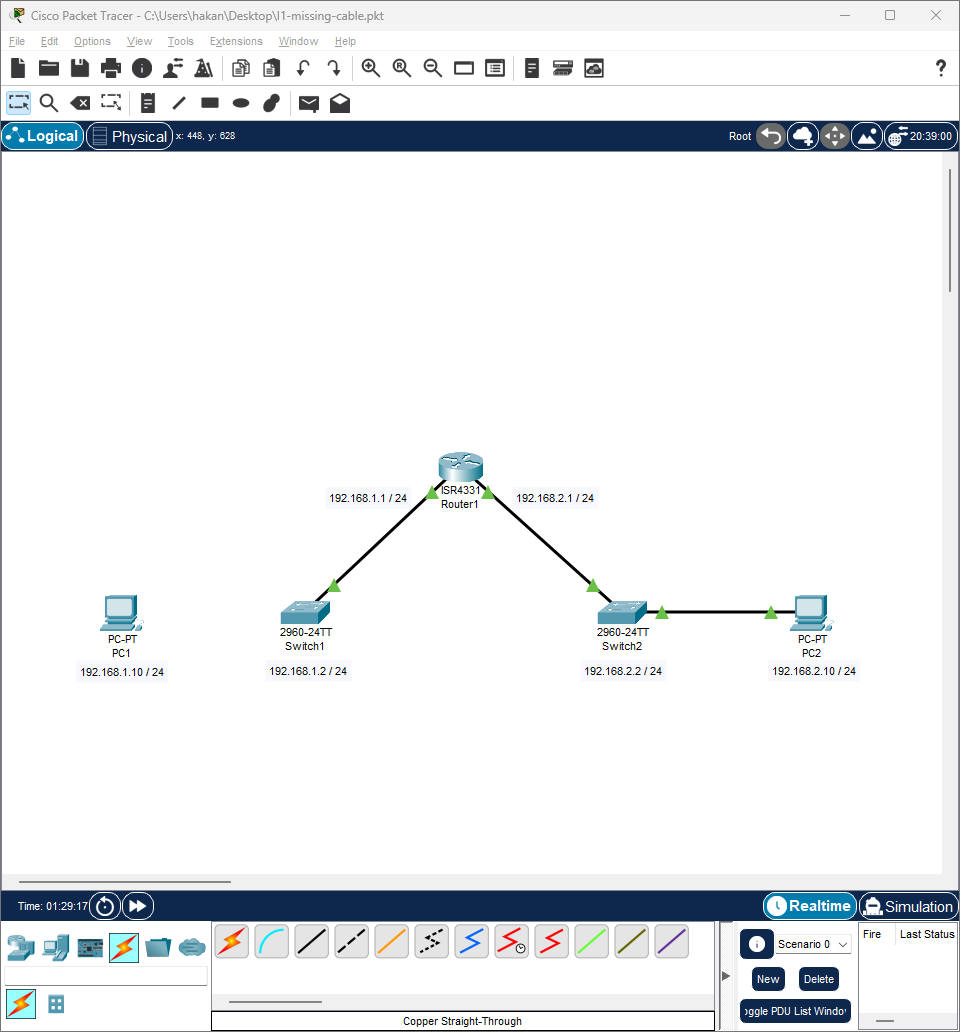 Cisco Packet Tracer - C:\Users\hakan\Desktop\I1-missing-cable.pkt
File Edit Options View Tools Extensions Window Help
Logical Physical x: 448, y: 628 Root 20:39:00
192.168.1.1 / 24
ISR4331
Router1
192.168.2.1 / 24
PC-PT
PC1
192.168.1.10 / 24
2960-24TT
Switch1
192.168.1.2 / 24
2960-24TT
Switch2
192.168.2.2 / 24
PC-PT
PC2
192.168.2.10 / 24
Time: 01:29:17 Realtime Simulation
Scenario 0
New Delete
oggle PDU List Windo
Fire Last Status
Copper Straight-Through